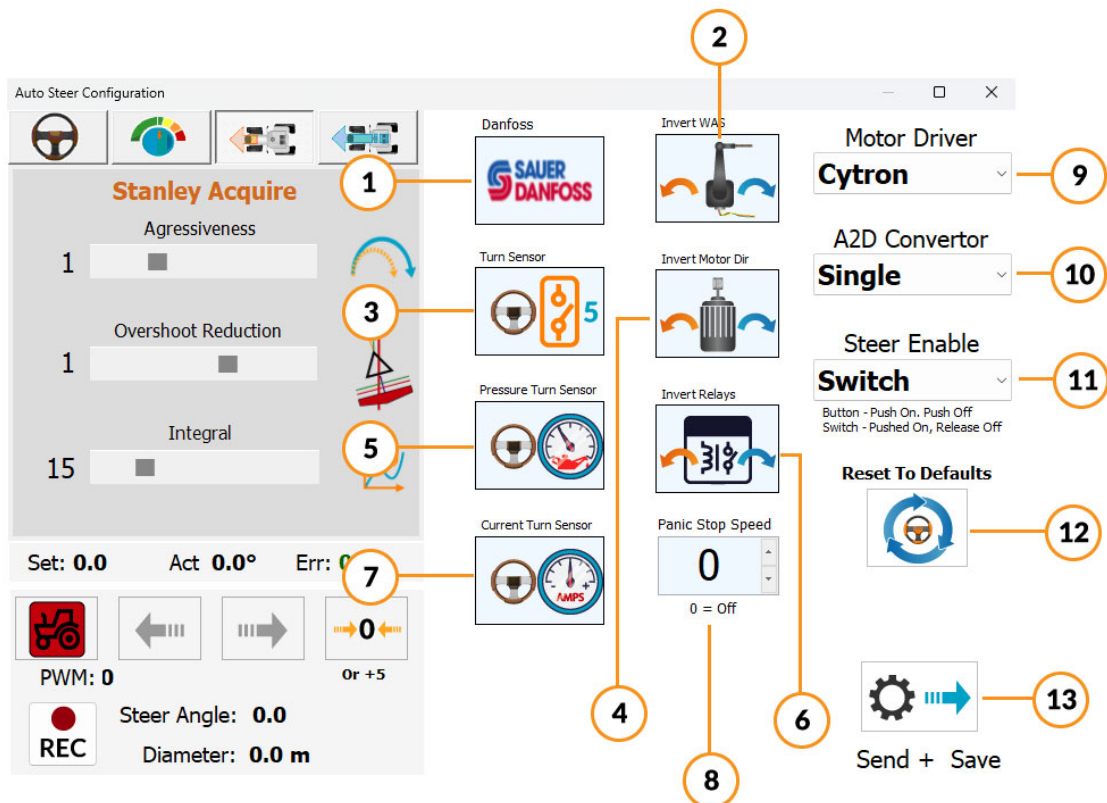 2
Auto Steer Configuration
Danfoss
Invert WAS
Motor Driver
SAUER
DANFOSS
Cytron
1
9
Stanley Acquire
Agressiveness
1
Turn Sensor
Invert Motor Dir
A2D Convertor
Single
10
5
3
Overshoot Reduction
1
Steer Enable
Switch
11
Button - Push On. Push Off
Switch - Pushed On, Release Off
Pressure Turn Sensor
Invert Relays
Integral
15
5
Reset To Defaults
12
Current Turn Sensor
Panic Stop Speed
0
0 = Off
AMPS
Set: 0.0
Act 0.0°
Err: 0
7
0
PWM: 0
Or +5
REC
Steer Angle: 0.0
Diameter: 0.0 m
4
6
8
13
Send + Save